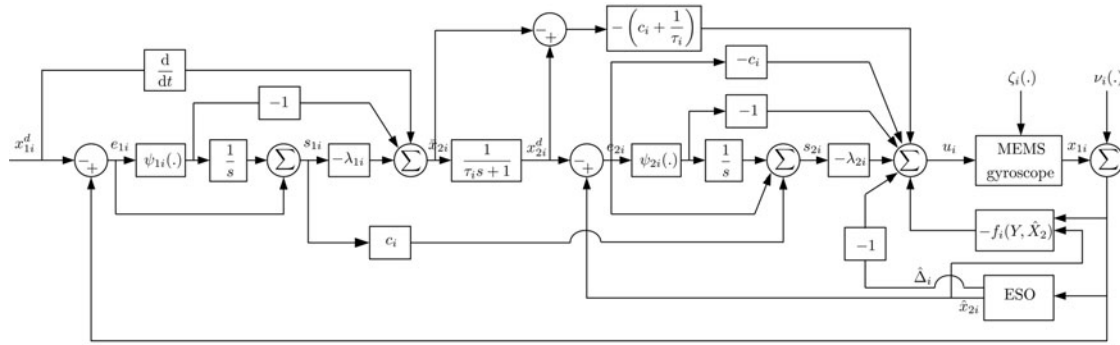 − +
− ( c_i + 1/τ_i )
d/dt
−c_i
ζ_i(.)
ν_i(.)
−1
−1
x^d_{1i}
− +
e_{1i}
ψ_{1i}(.)
1/s
∑
s_{1i}
−λ_{1i}
∑
x̄_{2i}
1/(τ_i s + 1)
x^d_{2i}
− +
e_{2i}
ψ_{2i}(.)
1/s
∑
s_{2i}
−λ_{2i}
∑
u_i
MEMS
gyroscope
x_{1i}
∑
c_i
−1
−f_i(Y, X̂_2)
Δ̂_i
x̂_{2i}
ESO